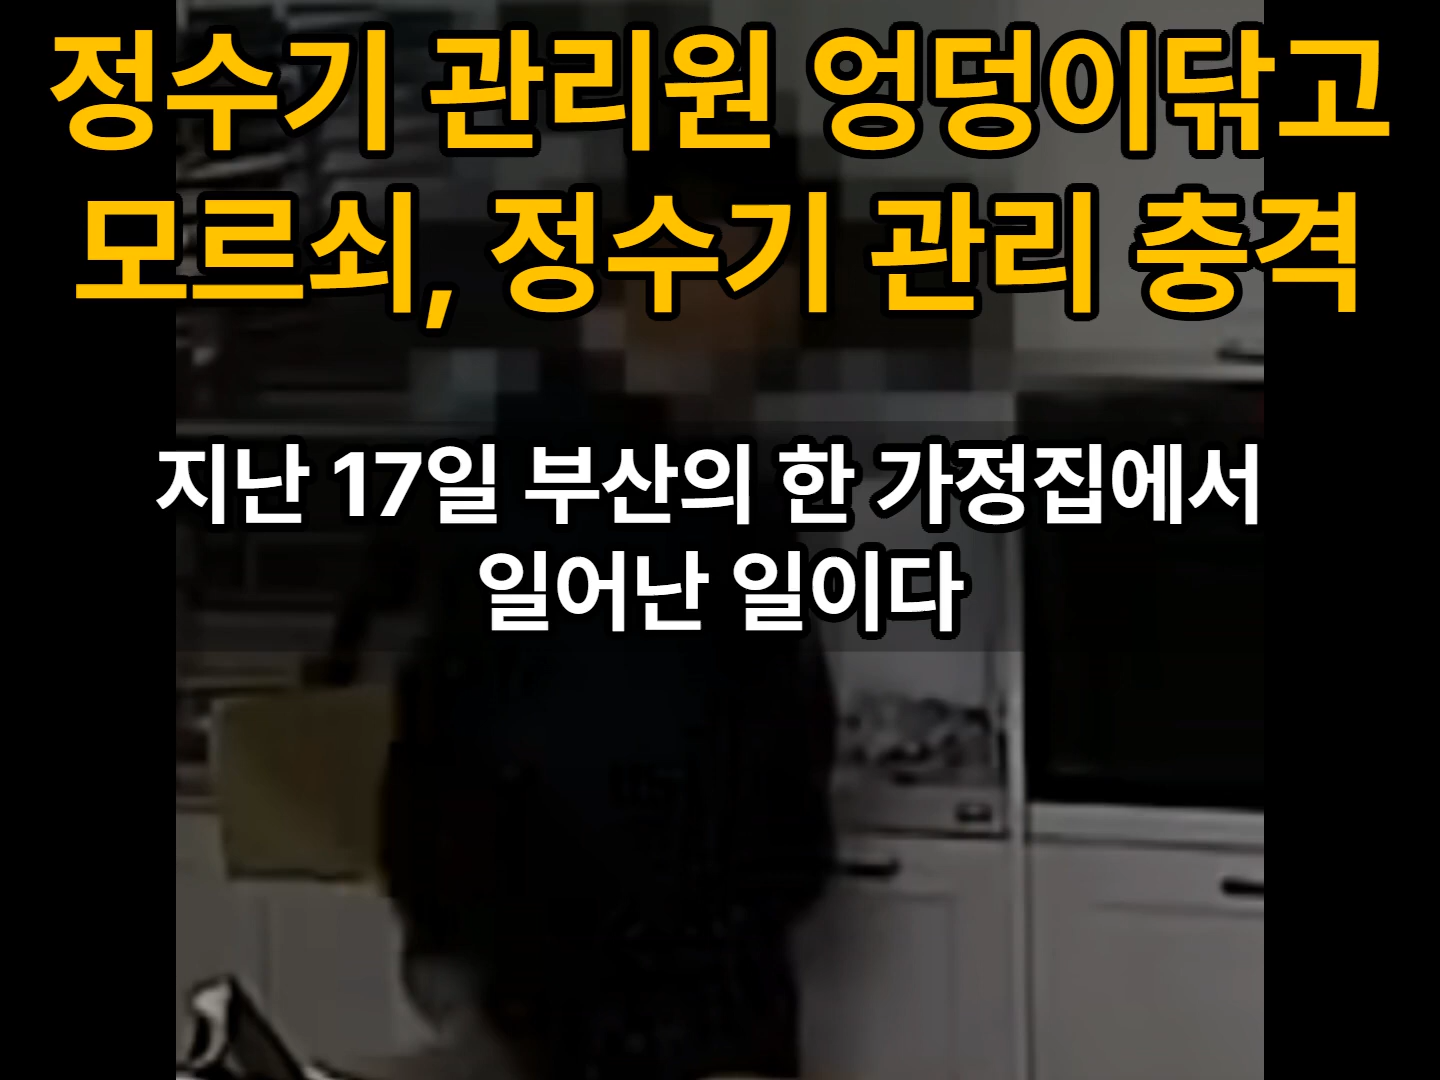 정수기 관리원 엉덩이닦고
모르쇠, 정수기 관리 충격
지난 17일 부산의 한 가정집에서
일어난 일이다